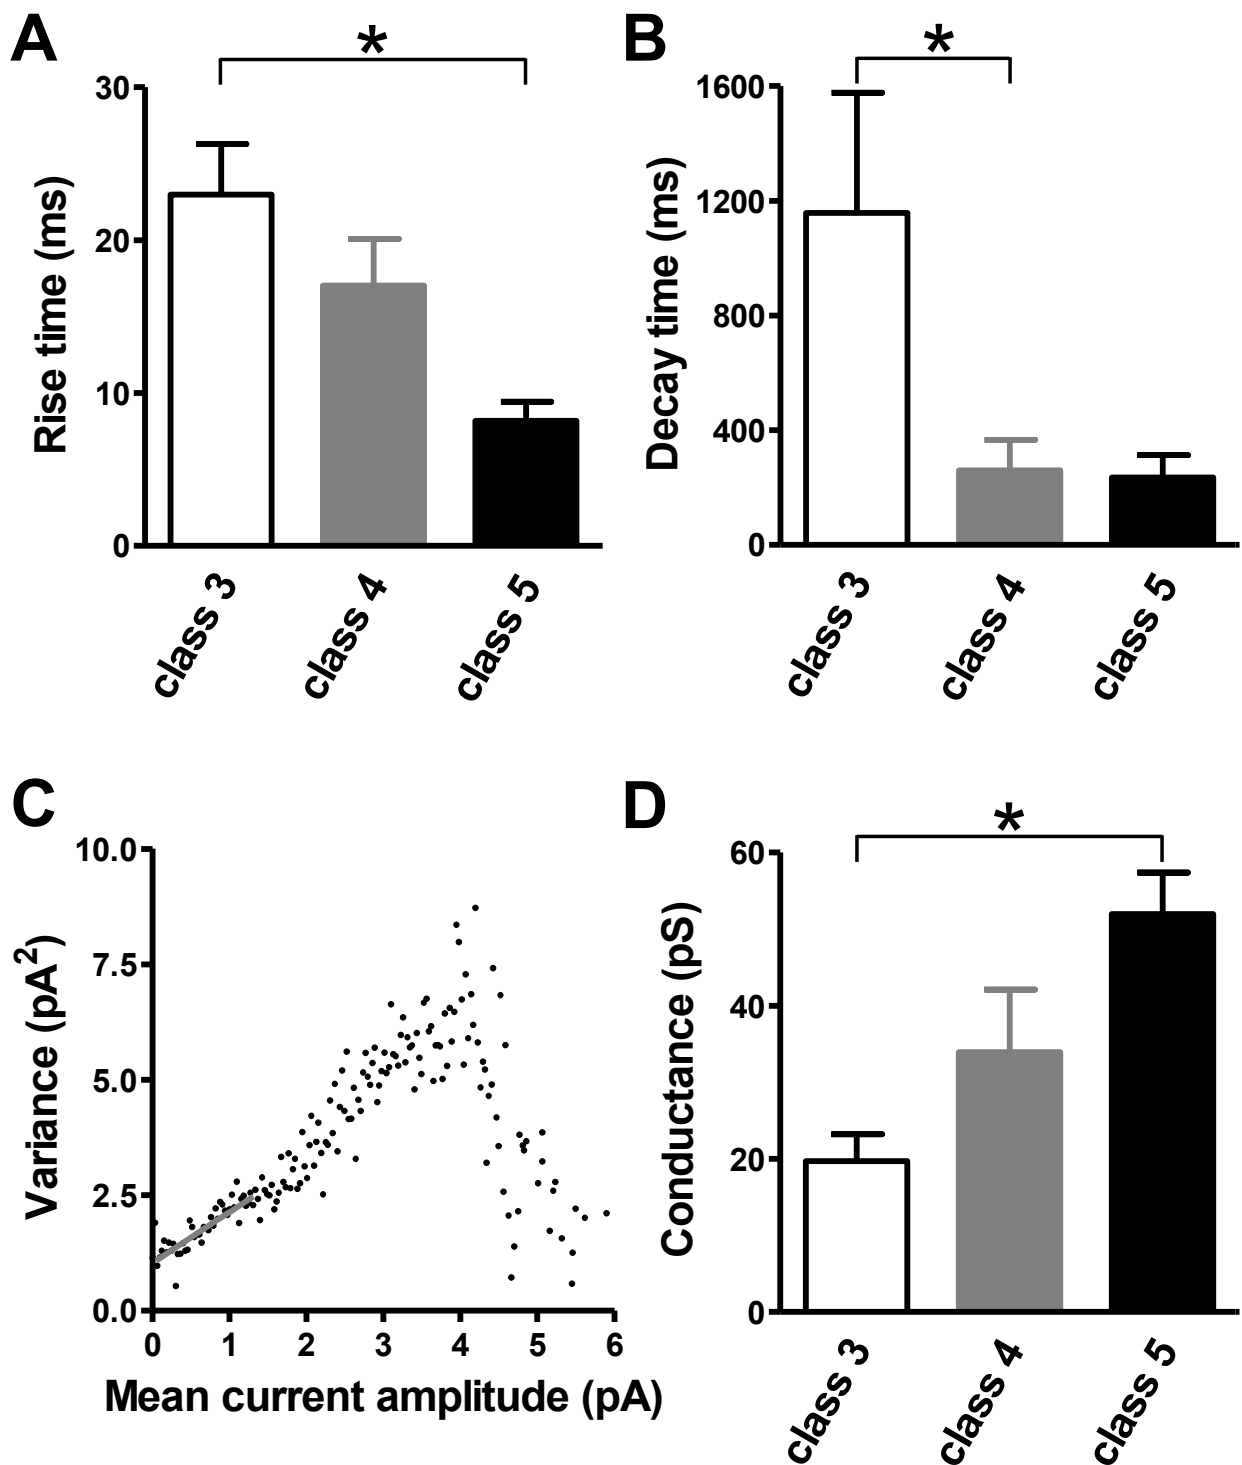 A
*
30
20
10
0
Rise time (ms)
class 3
class 4
class 5
B
*
1600
1200
800
400
0
Decay time (ms)
class 3
class 4
class 5
C
10.0
7.5
5.0
2.5
0.0
Variance (pA²)
0 1 2 3 4 5 6
Mean current amplitude (pA)
D
*
60
40
20
0
Conductance (pS)
class 3
class 4
class 5